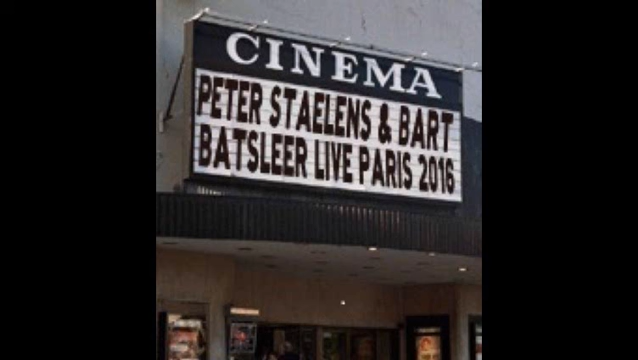 CINEMA
PETER STAELENS & BART
BATSLEER LIVE PARIS 2016